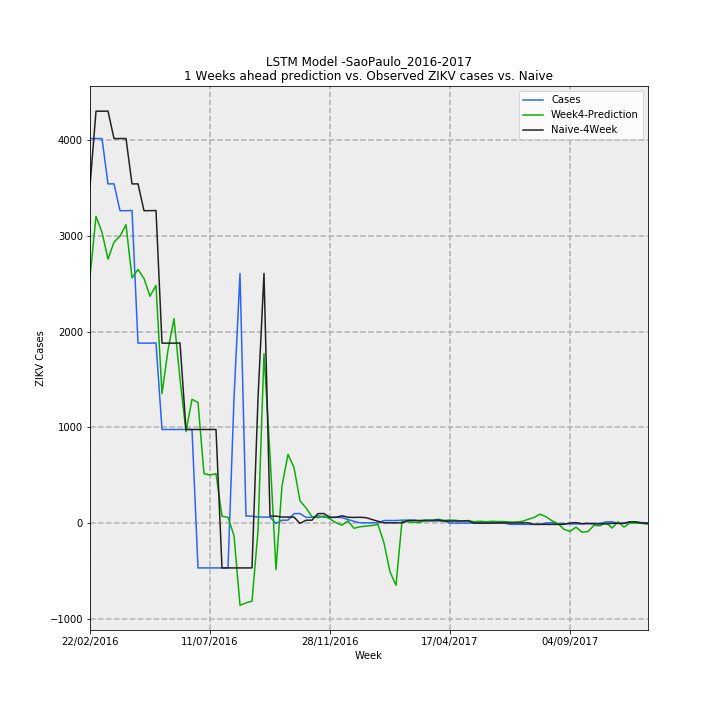 LSTM Model -SaoPaulo_2016-2017
1 Weeks ahead prediction vs. Observed ZIKV cases vs. Naive
Cases
Week4-Prediction
Naive-4Week
4000
3000
2000
1000
0
−1000
ZIKV Cases
22/02/2016
11/07/2016
28/11/2016
17/04/2017
04/09/2017
Week